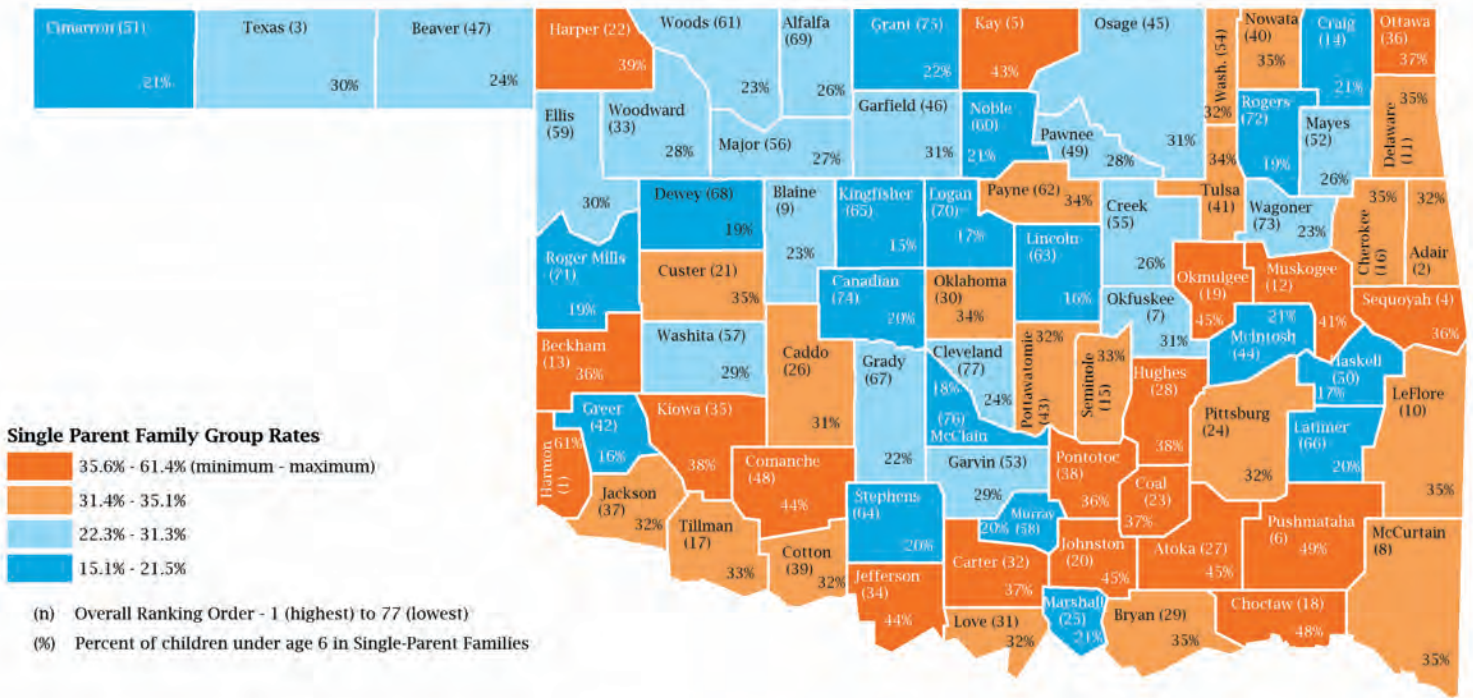 Cimarron (51)
21%
Texas (3)
30%
Beaver (47)
24%
Harper (22)
39%
Woods (61)
23%
Alfalfa
(69)
26%
Grant (75)
22%
Kay (5)
43%
Osage (45)
31%
Wash. (54)
32%
Nowata
(40)
35%
Craig
(14)
21%
Ottawa
(36)
37%
Ellis
(59)
30%
Woodward
(33)
28%
Major (56)
27%
Garfield (46)
31%
Noble
(60)
21%
Pawnee
(49)
28%
Rogers
(72)
19%
Mayes
(52)
26%
35%
Delaware
(11)
34%
Tulsa
(41)
Dewey (68)
19%
Blaine
(9)
23%
Kingfisher
(65)
15%
Logan
(70)
17%
Payne (62)
34%
Creek
(55)
26%
Wagoner
(73)
23%
35%
Cherokee
(16)
32%
Adair
(2)
Roger Mills
(71)
19%
Custer (21)
35%
Canadian
(74)
20%
Oklahoma
(30)
34%
Lincoln
(63)
16%
Okmulgee
(19)
45%
Muskogee
(12)
41%
Sequoyah (4)
36%
Okfuskee
(7)
31%
21%
McIntosh
(44)
Haskell
(50)
17%
Beckham
(13)
36%
Washita (57)
29%
Caddo
(26)
31%
Grady
(67)
22%
Cleveland
(77)
24%
18%
(76)
McClain
32%
Pottawatomie
(43)
33%
Seminole
(15)
Hughes
(28)
38%
Pittsburg
(24)
32%
Latimer
(66)
20%
LeFlore
(10)
35%
Greer
(42)
16%
Kiowa (35)
38%
61%
Harmon
(1)
Jackson
(37)
32%
Comanche
(48)
44%
Tillman
(17)
33%
Cotton
(39)
32%
Stephens
(64)
20%
Garvin (53)
29%
20%
Murray
(58)
Pontotoc
(38)
36%
Coal
(23)
37%
Johnston
(20)
45%
Atoka (27)
45%
Pushmataha
(6)
49%
McCurtain
(8)
35%
Carter (32)
37%
Jefferson
(34)
44%
Love (31)
32%
Marshall
(25)
21%
Bryan (29)
35%
Choctaw (18)
48%
Single Parent Family Group Rates
35.6% - 61.4% (minimum - maximum)
31.4% - 35.1%
22.3% - 31.3%
15.1% - 21.5%
(n) Overall Ranking Order - 1 (highest) to 77 (lowest)
(%) Percent of children under age 6 in Single-Parent Families